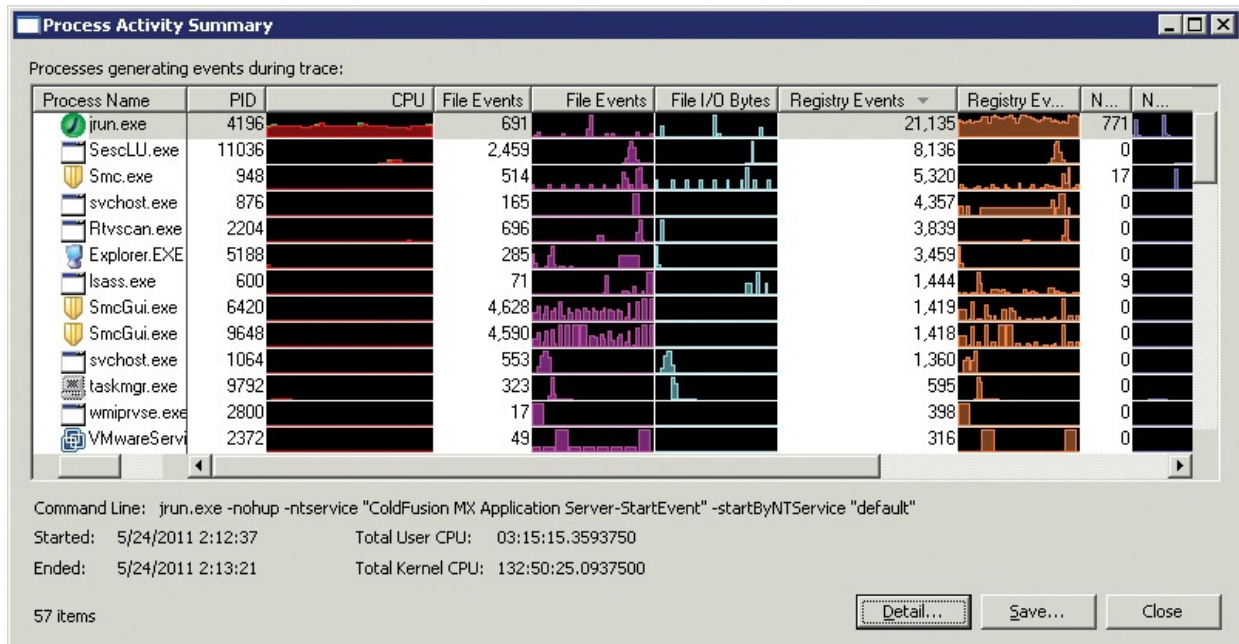 Process Activity Summary
Processes generating events during trace:
Process Name PID CPU File Events File Events File I/O Bytes Registry Events Registry Ev... N... N...
jrun.exe 4196 691 21,135 771
SescLU.exe 11036 2,459 8,136 0
Smc.exe 948 514 5,320 17
svchost.exe 876 165 4,357 0
Rtvscan.exe 2204 696 3,839 0
Explorer.EXE 5188 285 3,459 0
lsass.exe 600 71 1,444 9
SmcGui.exe 6420 4,628 1,419 0
SmcGui.exe 9648 4,590 1,418 0
svchost.exe 1064 553 1,360 0
taskmgr.exe 9792 323 595 0
wmiprvse.exe 2800 17 398 0
VMwareServi 2372 49 316 0
Command Line: jrun.exe -nohup -ntservice "ColdFusion MX Application Server-StartEvent" -startByNTService "default"
Started: 5/24/2011 2:12:37 Total User CPU: 03:15:15.3593750
Ended: 5/24/2011 2:13:21 Total Kernel CPU: 132:50:25.0937500
57 items Detail... Save... Close